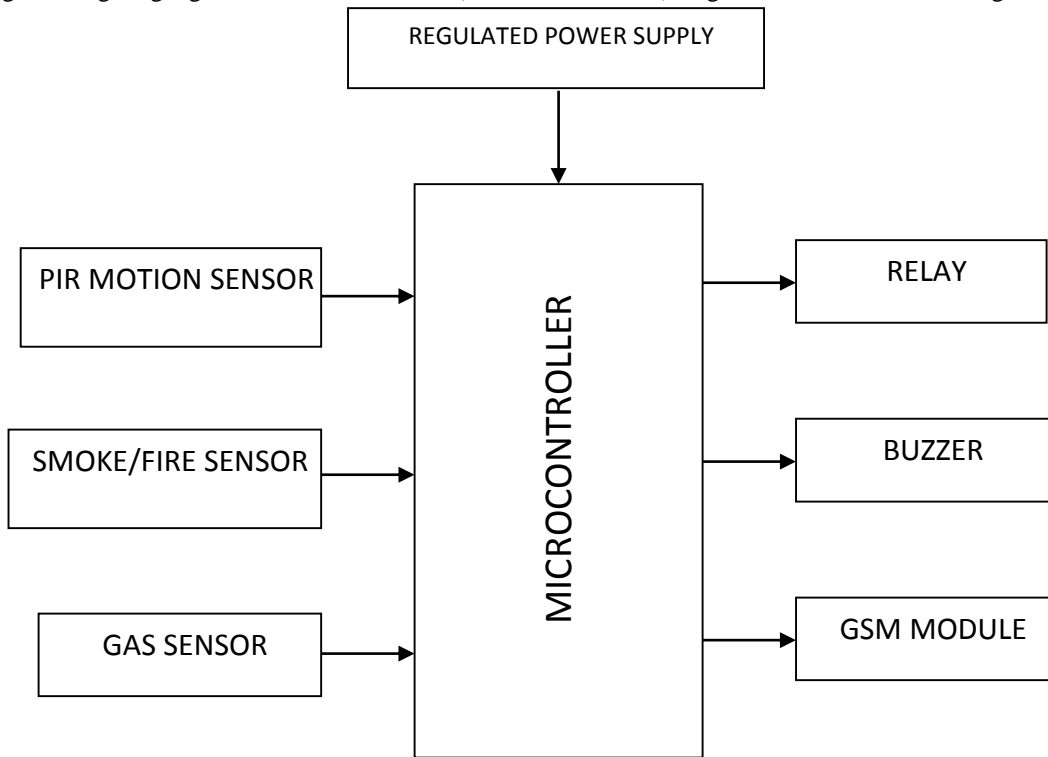 REGULATED POWER SUPPLY
PIR MOTION SENSOR
RELAY
SMOKE/FIRE SENSOR
BUZZER
MICROCONTROLLER
GAS SENSOR
GSM MODULE